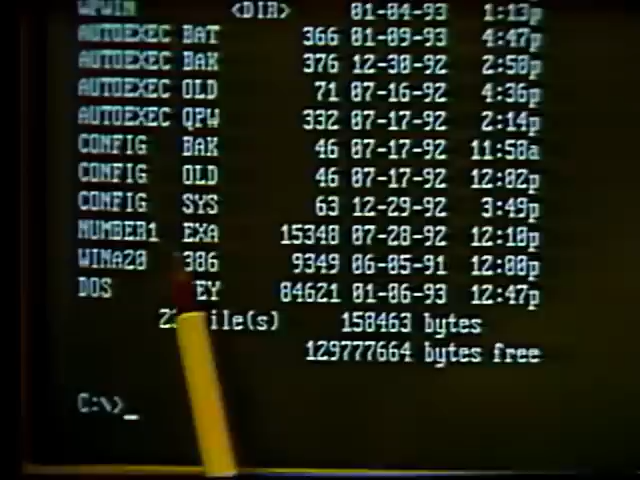 WPWIN <DIR> 01-04-93 1:13p
AUTOEXEC BAT 366 01-09-93 4:47p
AUTOEXEC BAK 376 12-30-92 2:58p
AUTOEXEC OLD 71 07-16-92 4:36p
AUTOEXEC QPW 332 07-17-92 2:14p
CONFIG BAK 46 07-17-92 11:58a
CONFIG OLD 46 07-17-92 12:02p
CONFIG SYS 63 12-29-92 3:49p
NUMBER1 EXA 15348 07-28-92 12:10p
WINA20 386 9349 06-05-91 12:00p
DOS EY 84621 01-06-93 12:47p
ile(s) 158463 bytes
129777664 bytes free
C:\>_